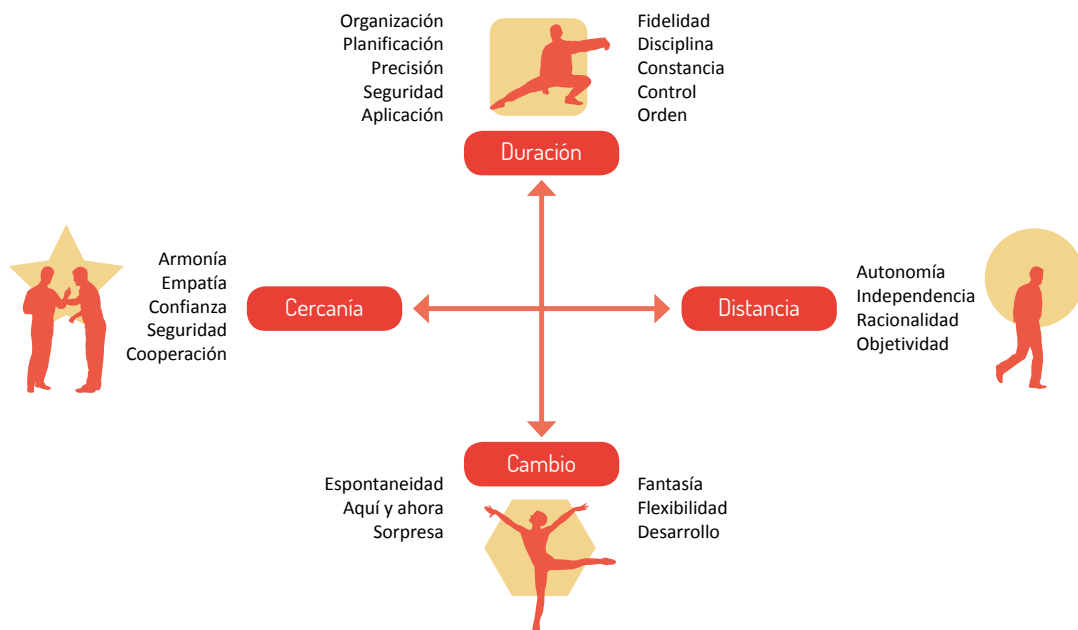 Organización
Planificación
Precisión
Seguridad
Aplicación
Fidelidad
Disciplina
Constancia
Control
Orden
Duración
Armonía
Empatía
Confianza
Seguridad
Cooperación
Cercanía
Distancia
Autonomía
Independencia
Racionalidad
Objetividad
Cambio
Espontaneidad
Aquí y ahora
Sorpresa
Fantasía
Flexibilidad
Desarrollo